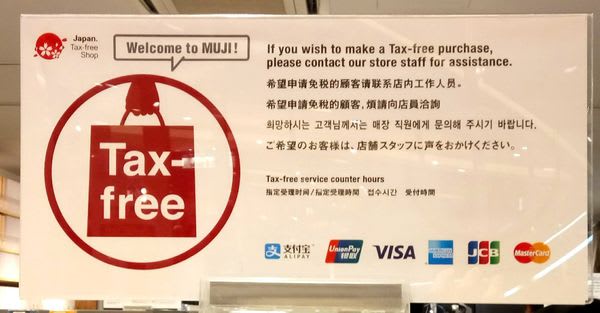 Japan.
Tax-free
Shop
Welcome to MUJI!
Tax-
free
If you wish to make a Tax-free purchase,
please contact our store staff for assistance.
希望申请免税的顾客请联系店内工作人员。
希望申請免稅的顧客，煩請向店員洽詢
희망하시는 고객님께서는 매장 직원에게 문의해 주시기 바랍니다.
ご希望のお客様は、店舗スタッフに声をおかけください。
Tax-free service counter hours
指定受理时间/指定受理時間 접수시간 受付時間
支付宝
ALIPAY
UnionPay
银联
VISA
AMERICAN
EXPRESS
JCB
MasterCard